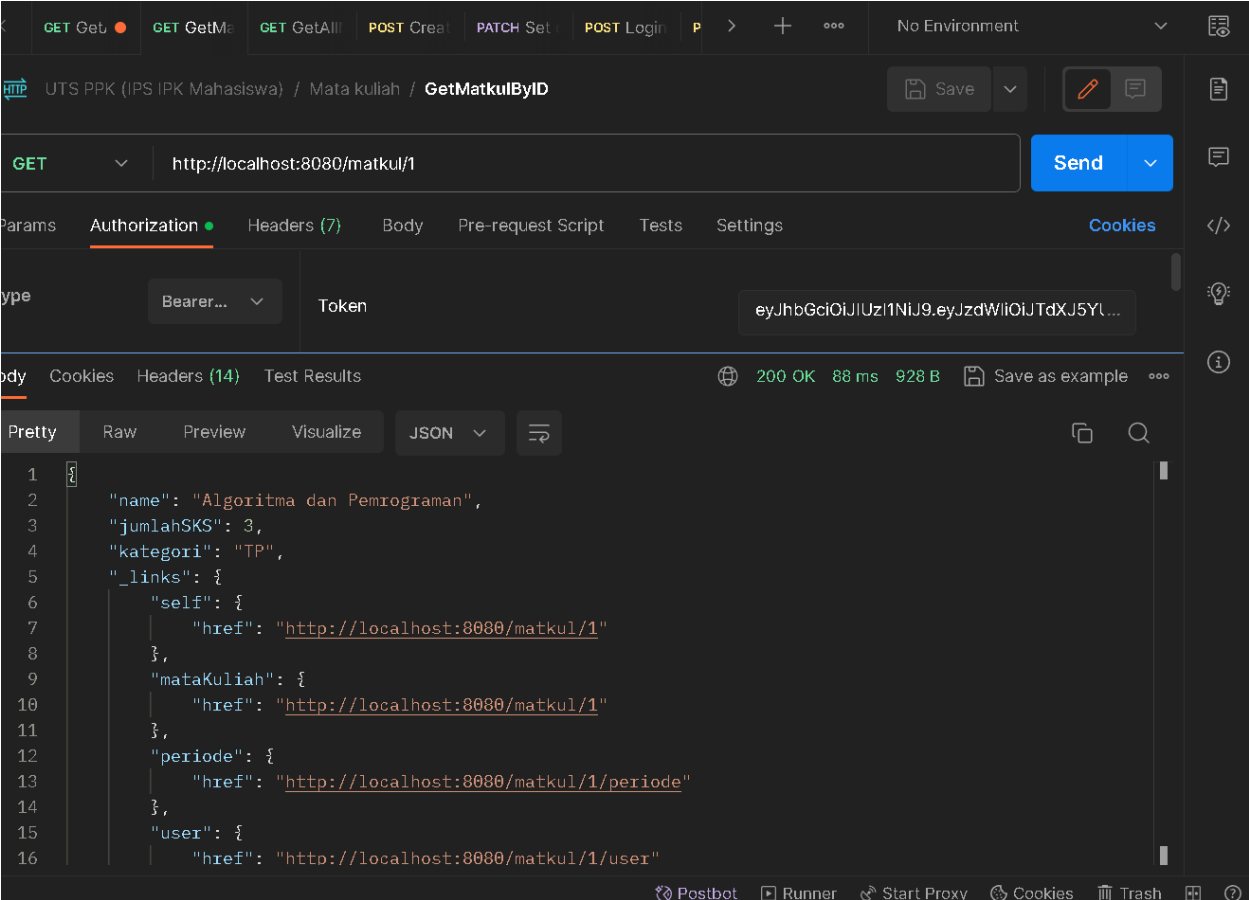 GET Get GET GetMa GET GetAll POST Creat PATCH Set POST Login P No Environment
HTTP UTS PPK (IPS IPK Mahasiswa) / Mata kuliah / GetMatkulByID Save
GET http://localhost:8080/matkul/1 Send
Params Authorization Headers (7) Body Pre-request Script Tests Settings Cookies
ype Bearer... Token
ody Cookies Headers (14) Test Results 200 OK 88 ms 928 B Save as example
Pretty Raw Preview Visualize JSON
1 {
2 "name": "Algoritma dan Pemrograman",
3 "jumlahSKS": 3,
4 "kategori": "TP",
5 "_links": {
6 "self": {
7 "href": "http://localhost:8080/matkul/1"
8 },
9 "mataKuliah": {
10 "href": "http://localhost:8080/matkul/1"
11 },
12 "periode": {
13 "href": "http://localhost:8080/matkul/1/periode"
14 },
15 "user": {
16 "href": "http://localhost:8080/matkul/1/user"
Postbot Runner Start Proxy Cookies Trash